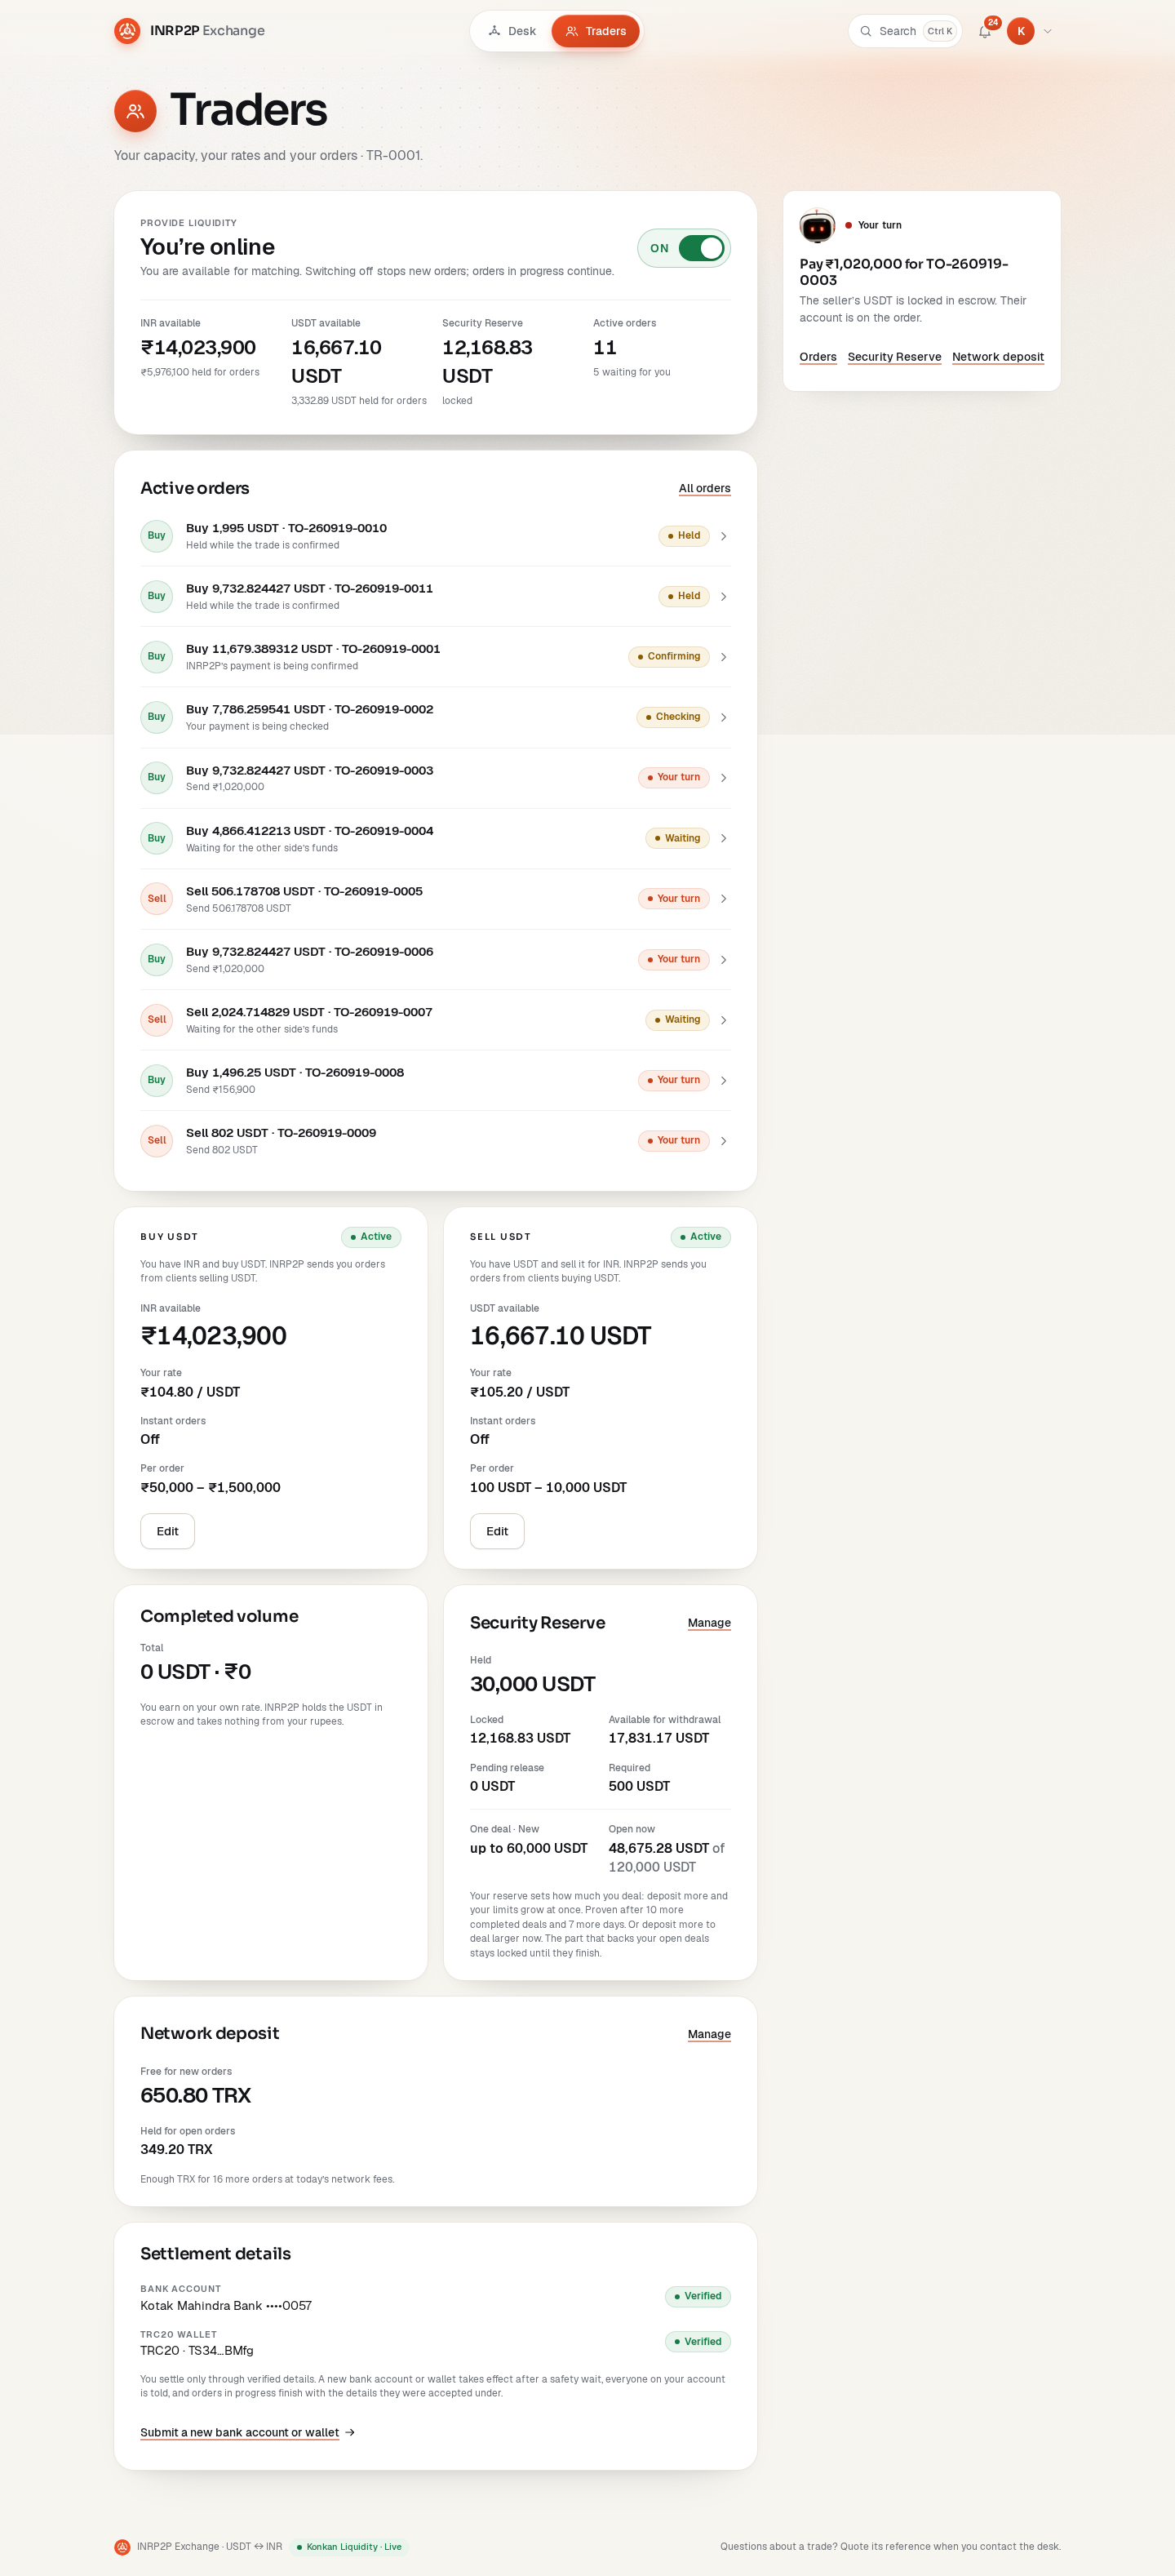 INRP2P Exchange
Desk
Traders
Search
Ctrl K
24
K
Traders
Your capacity, your rates and your orders · TR-0001.
PROVIDE LIQUIDITY
You’re online
You are available for matching. Switching off stops new orders; orders in progress continue.
ON
INR available
₹14,023,900
₹5,976,100 held for orders
USDT available
16,667.10
USDT
3,332.89 USDT held for orders
Security Reserve
12,168.83
USDT
locked
Active orders
11
5 waiting for you
Your turn
Pay ₹1,020,000 for TO-260919-
0003
The seller’s USDT is locked in escrow. Their
account is on the order.
Orders
Security Reserve
Network deposit
Active orders
All orders
Buy
Buy 1,995 USDT · TO-260919-0010
Held while the trade is confirmed
Held
Buy
Buy 9,732.824427 USDT · TO-260919-0011
Held while the trade is confirmed
Held
Buy
Buy 11,679.389312 USDT · TO-260919-0001
INRP2P’s payment is being confirmed
Confirming
Buy
Buy 7,786.259541 USDT · TO-260919-0002
Your payment is being checked
Checking
Buy
Buy 9,732.824427 USDT · TO-260919-0003
Send ₹1,020,000
Your turn
Buy
Buy 4,866.412213 USDT · TO-260919-0004
Waiting for the other side’s funds
Waiting
Sell
Sell 506.178708 USDT · TO-260919-0005
Send 506.178708 USDT
Your turn
Buy
Buy 9,732.824427 USDT · TO-260919-0006
Send ₹1,020,000
Your turn
Sell
Sell 2,024.714829 USDT · TO-260919-0007
Waiting for the other side’s funds
Waiting
Buy
Buy 1,496.25 USDT · TO-260919-0008
Send ₹156,900
Your turn
Sell
Sell 802 USDT · TO-260919-0009
Send 802 USDT
Your turn
BUY USDT
Active
You have INR and buy USDT. INRP2P sends you orders
from clients selling USDT.
INR available
₹14,023,900
Your rate
₹104.80 / USDT
Instant orders
Off
Per order
₹50,000 – ₹1,500,000
Edit
SELL USDT
Active
You have USDT and sell it for INR. INRP2P sends you
orders from clients buying USDT.
USDT available
16,667.10 USDT
Your rate
₹105.20 / USDT
Instant orders
Off
Per order
100 USDT – 10,000 USDT
Edit
Completed volume
Total
0 USDT · ₹0
You earn on your own rate. INRP2P holds the USDT in
escrow and takes nothing from your rupees.
Security Reserve
Manage
Held
30,000 USDT
Locked
12,168.83 USDT
Available for withdrawal
17,831.17 USDT
Pending release
0 USDT
Required
500 USDT
One deal · New
up to 60,000 USDT
Open now
48,675.28 USDT of
120,000 USDT
Your reserve sets how much you deal: deposit more and
your limits grow at once. Proven after 10 more
completed deals and 7 more days. Or deposit more to
deal larger now. The part that backs your open deals
stays locked until they finish.
Network deposit
Manage
Free for new orders
650.80 TRX
Held for open orders
349.20 TRX
Enough TRX for 16 more orders at today’s network fees.
Settlement details
BANK ACCOUNT
Kotak Mahindra Bank ••••0057
Verified
TRC20 WALLET
TRC20 · TS34…BMfg
Verified
You settle only through verified details. A new bank account or wallet takes effect after a safety wait, everyone on your account
is told, and orders in progress finish with the details they were accepted under.
Submit a new bank account or wallet →
INRP2P Exchange · USDT ↔ INR
Konkan Liquidity · Live
Questions about a trade? Quote its reference when you contact the desk.